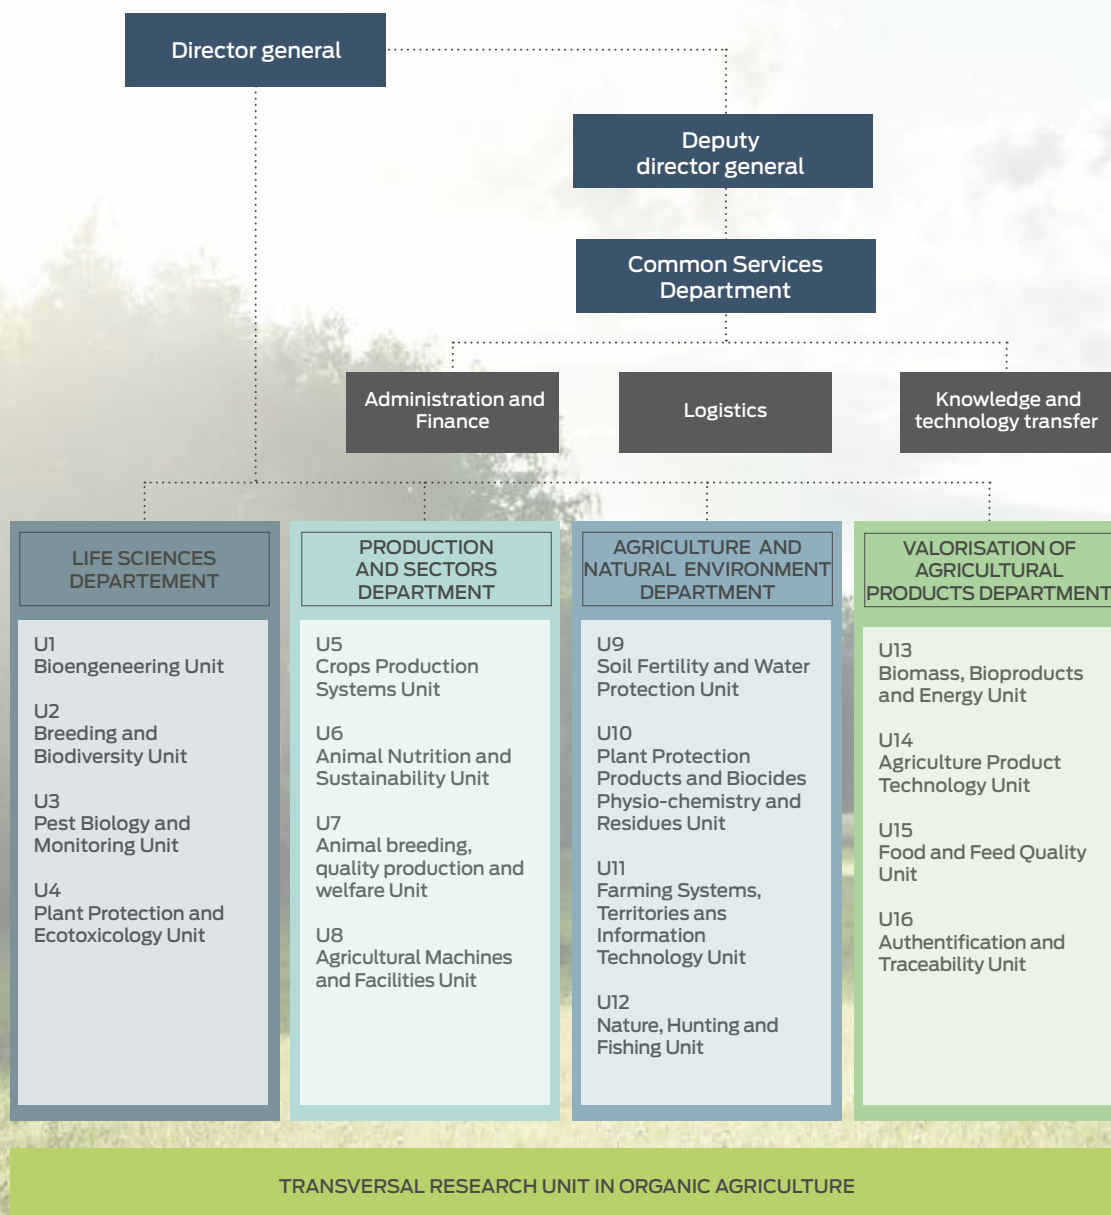 Director general
Deputy
director general
Common Services
Department
Administration and
Finance
Logistics
Knowledge and
technology transfer
LIFE SCIENCES
DEPARTEMENT
U1
Bioengeneering Unit
U2
Breeding and
Biodiversity Unit
U3
Pest Biology and
Monitoring Unit
U4
Plant Protection and
Ecotoxicology Unit
PRODUCTION
AND SECTORS
DEPARTMENT
U5
Crops Production
Systems Unit
U6
Animal Nutrition and
Sustainability Unit
U7
Animal breeding,
quality production and
welfare Unit
U8
Agricultural Machines
and Facilities Unit
AGRICULTURE AND
NATURAL ENVIRONMENT
DEPARTMENT
U9
Soil Fertility and Water
Protection Unit
U10
Plant Protection
Products and Biocides
Physio-chemistry and
Residues Unit
U11
Farming Systems,
Territories ans
Information
Technology Unit
U12
Nature, Hunting and
Fishing Unit
VALORISATION OF
AGRICULTURAL
PRODUCTS DEPARTMENT
U13
Biomass, Bioproducts
and Energy Unit
U14
Agriculture Product
Technology Unit
U15
Food and Feed Quality
Unit
U16
Authentification and
Traceability Unit
TRANSVERSAL RESEARCH UNIT IN ORGANIC AGRICULTURE